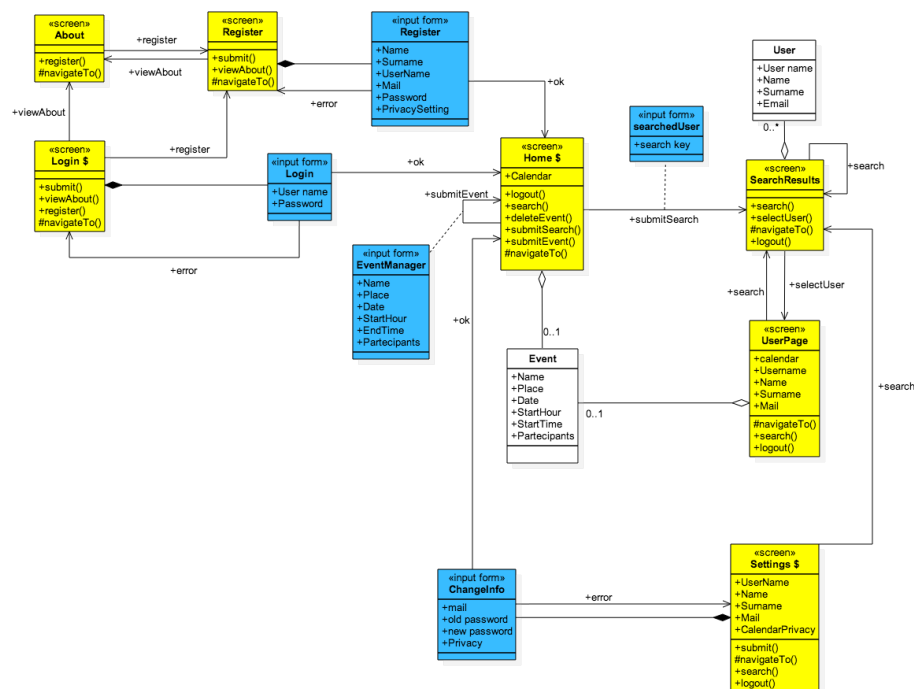 «screen»
About
+register()
#navigateTo()
+register
+viewAbout
«screen»
Register
+submit()
+viewAbout()
#navigateTo()
«input form»
Register
+Name
+Surname
+UserName
+Mail
+Password
+PrivacySetting
+error
+ok
User
+User name
+Name
+Surname
+Email
0..*
+viewAbout
+register
«screen»
Login $
+submit()
+viewAbout()
+register()
#navigateTo()
«input form»
Login
+User name
+Password
+ok
+error
«input form»
searchedUser
+search key
«screen»
Home $
+Calendar
+logout()
+search()
+deleteEvent()
+submitSearch()
+submitEvent()
#navigateTo()
+submitEvent
+submitSearch
«screen»
SearchResults
+search()
+selectUser()
#navigateTo()
+logout()
+search
«input form»
EventManager
+Name
+Place
+Date
+StartHour
+EndTime
+Partecipants
+ok
0..1
+search
+selectUser
«screen»
UserPage
+calendar
+Username
+Name
+Surname
+Mail
#navigateTo()
+search()
+logout()
Event
+Name
+Place
+Date
+StartHour
+StartTime
+Partecipants
0..1
+search
«input form»
ChangeInfo
+mail
+old password
+new password
+Privacy
+error
«screen»
Settings $
+UserName
+Name
+Surname
+Mail
+CalendarPrivacy
+submit()
#navigateTo()
+search()
+logout()